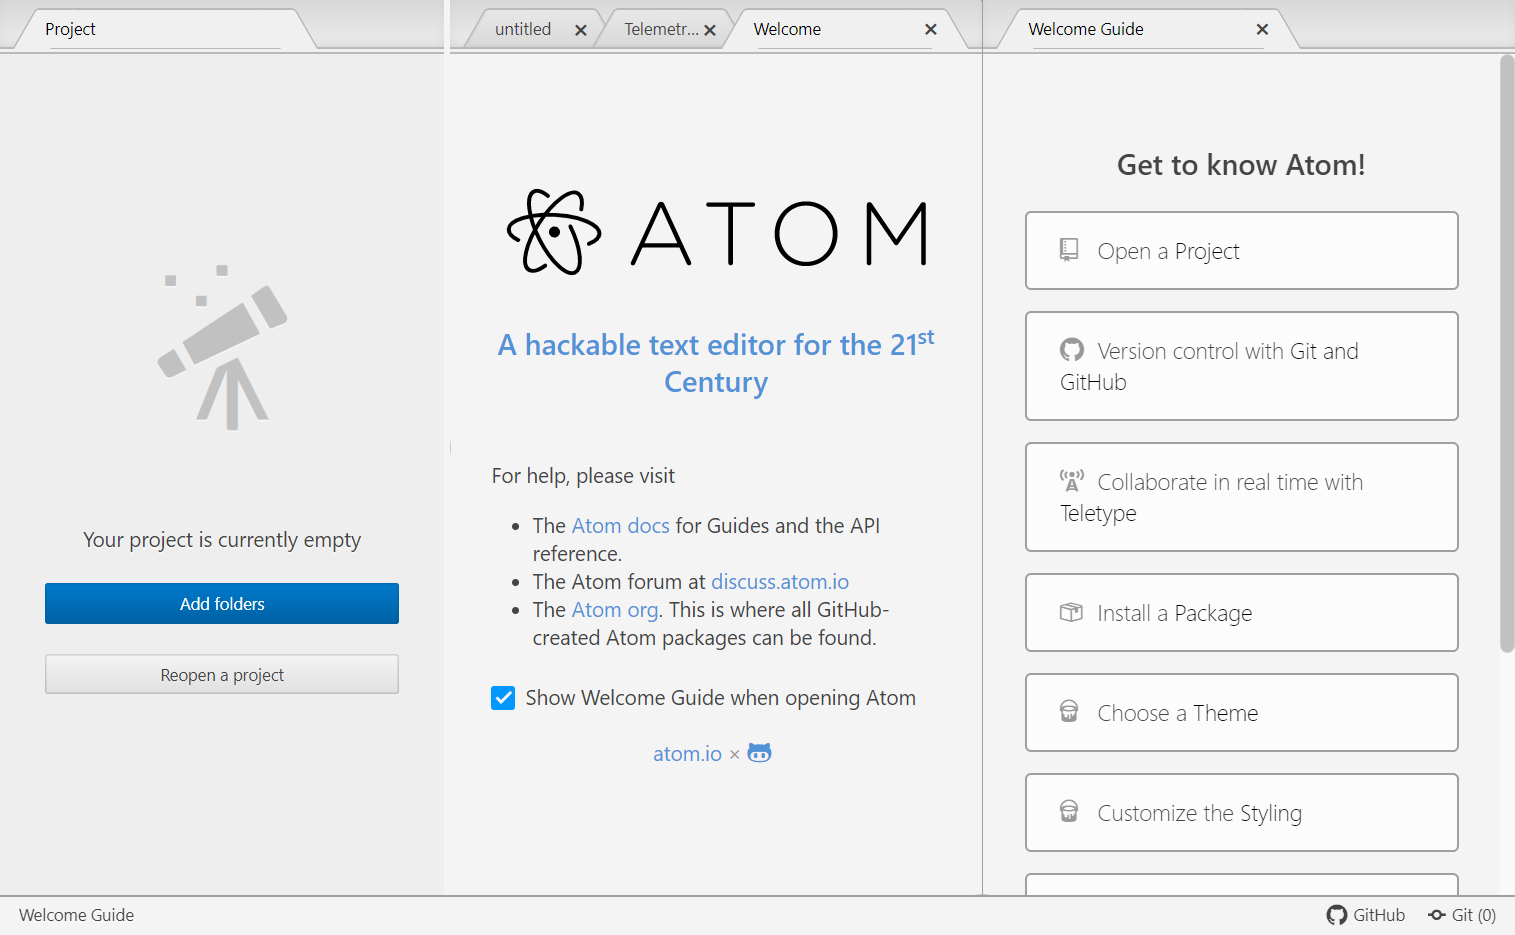 Project
untitled
Telemetr...
Welcome
Welcome Guide
Your project is currently empty
Add folders
Reopen a project
ATOM
A hackable text editor for the 21st
Century
For help, please visit
The Atom docs for Guides and the API
reference.
The Atom forum at discuss.atom.io
The Atom org. This is where all GitHub-
created Atom packages can be found.
Show Welcome Guide when opening Atom
atom.io ×
Get to know Atom!
Open a Project
Version control with Git and
GitHub
Collaborate in real time with
Teletype
Install a Package
Choose a Theme
Customize the Styling
Welcome Guide
GitHub
Git (0)